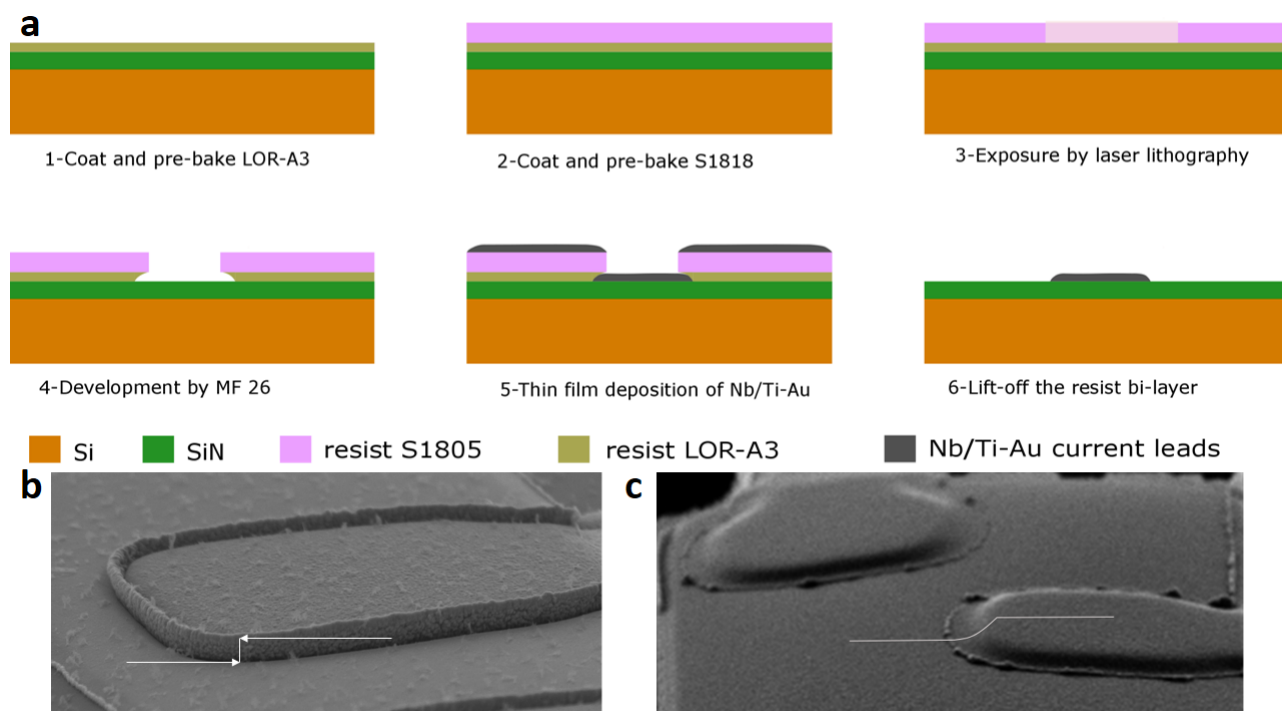 a
1-Coat and pre-bake LOR-A3
2-Coat and pre-bake S1818
3-Exposure by laser lithography
4-Development by MF 26
5-Thin film deposition of Nb/Ti-Au
6-Lift-off the resist bi-layer
Si
SiN
resist S1805
resist LOR-A3
Nb/Ti-Au current leads
b
c